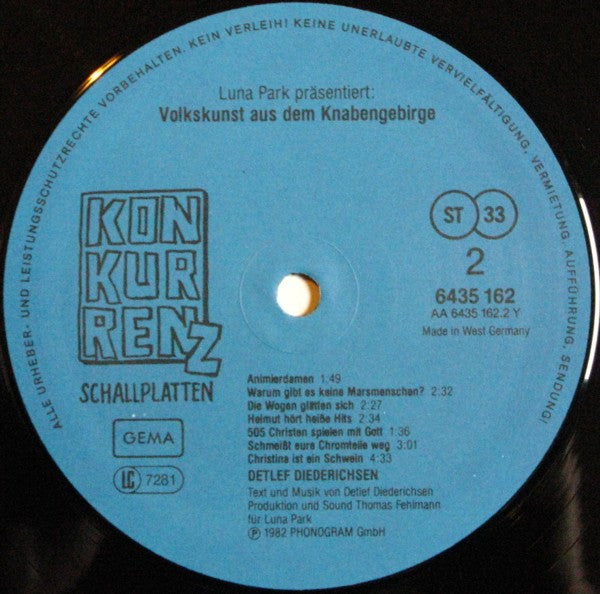 ALLE URHEBER- UND LEISTUNGSSCHUTZRECHTE VORBEHALTEN. KEIN VERLEIH! KEINE UNERLAUBTE VERVIELFÄLTIGUNG, VERMIETUNG, AUFFÜHRUNG, SENDUNG!
Luna Park präsentiert:
Volkskunst aus dem Knabengebirge
KON
KUR
RENZ
SCHALLPLATTEN
GEMA
LC 7281
ST 33
2
6435 162
AA 6435 162.2 Y
Made in West Germany
Animierdamen 1.49
Warum gibt es keine Marsmenschen? 2:32
Die Wogen glätten sich 2:27
Helmut hört heiße Hits 2:34
505 Christen spielen mit Gott 1:36
Schmeißt eure Chromteile weg 3:01
Christina ist ein Schwein 4:33
DETLEF DIEDERICHSEN
Text und Musik von Detlef Diederichsen
Produktion und Sound Thomas Fehlmann
für Luna Park
Ⓟ 1982 PHONOGRAM GmbH